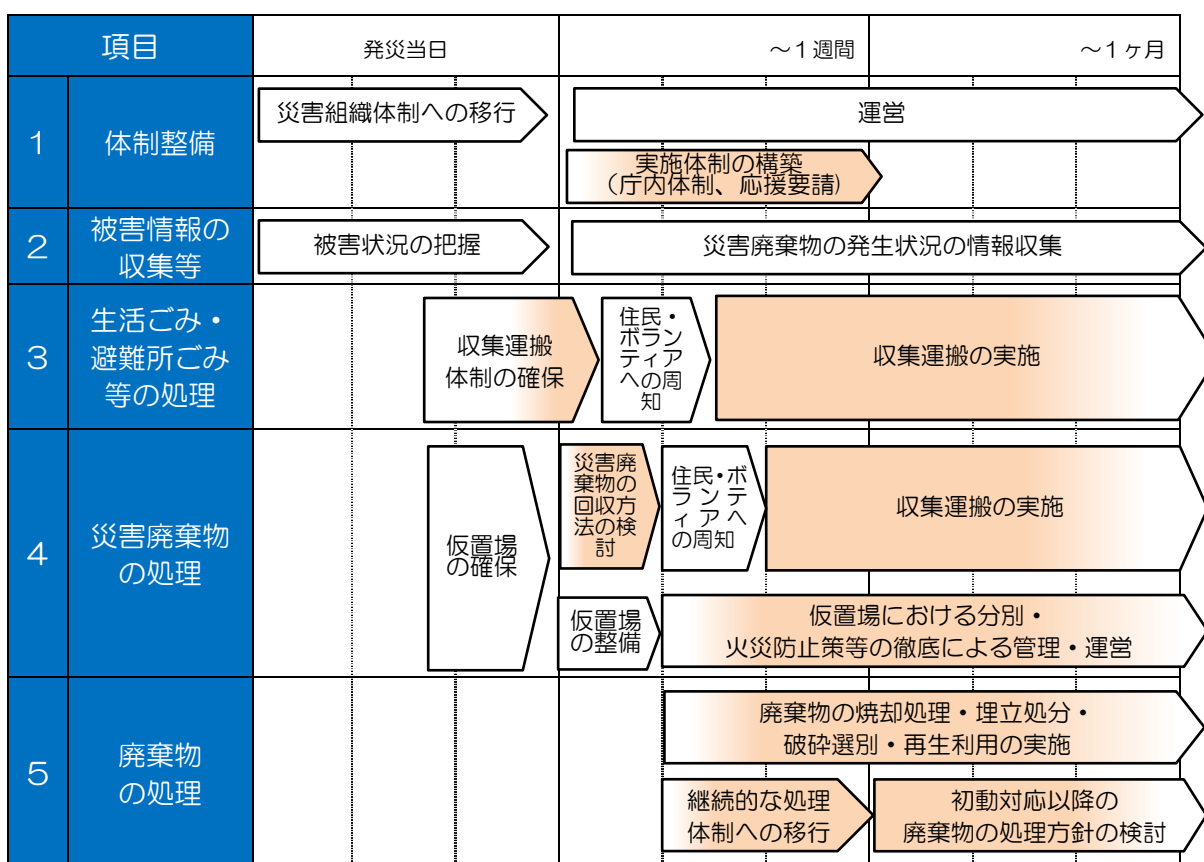 項目
発災当日
～１週間
～１ヶ月
1
体制整備
災害組織体制への移行
運営
実施体制の構築
（庁内体制、応援要請）
2
被害情報の
収集等
被害状況の把握
災害廃棄物の発生状況の情報収集
3
生活ごみ・
避難所ごみ
等の処理
収集運搬
体制の確保
住民・
ボラン
ティア
への周
知
収集運搬の実施
4
災害廃棄物
の処理
仮置場
の確保
災害廃
棄物の
回収方
法の検
討
住民・ボ
ランテ
ィアへ
の周知
収集運搬の実施
仮置場
の整備
仮置場における分別・
火災防止策等の徹底による管理・運営
5
廃棄物
の処理
廃棄物の焼却処理・埋立処分・
破砕選別・再生利用の実施
継続的な処理
体制への移行
初動対応以降の
廃棄物の処理方針の検討